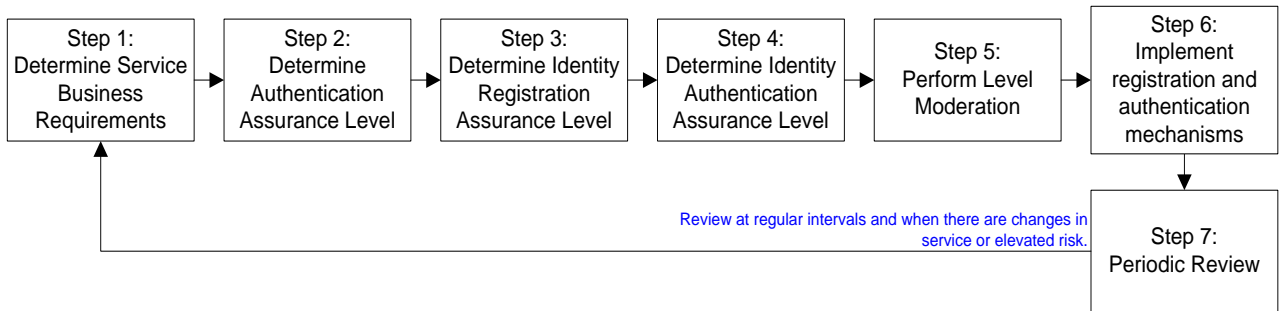 Step 1:
Determine Service
Business
Requirements
Step 2:
Determine
Authentication
Assurance Level
Step 3:
Determine Identity
Registration
Assurance Level
Step 4:
Determine Identity
Authentication
Assurance Level
Step 5:
Perform Level
Moderation
Step 6:
Implement
registration and
authentication
mechanisms
Review at regular intervals and when there are changes in
service or elevated risk.
Step 7:
Periodic Review